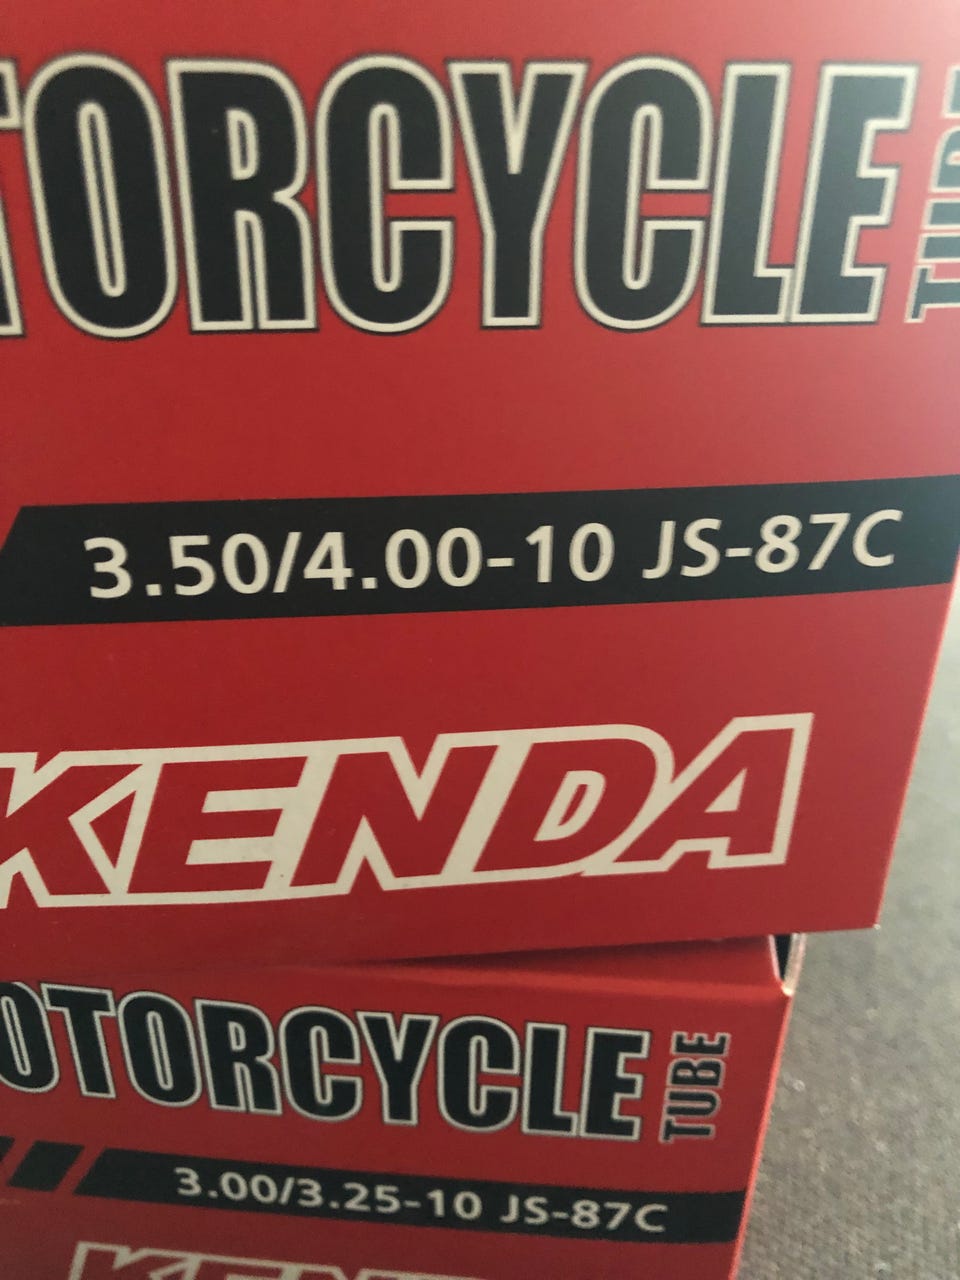 TORCYCLE TUBE
3.50/4.00-10 JS-87C
KENDA
OTORCYCLE TUBE
3.00/3.25-10 JS-87C
KENDA